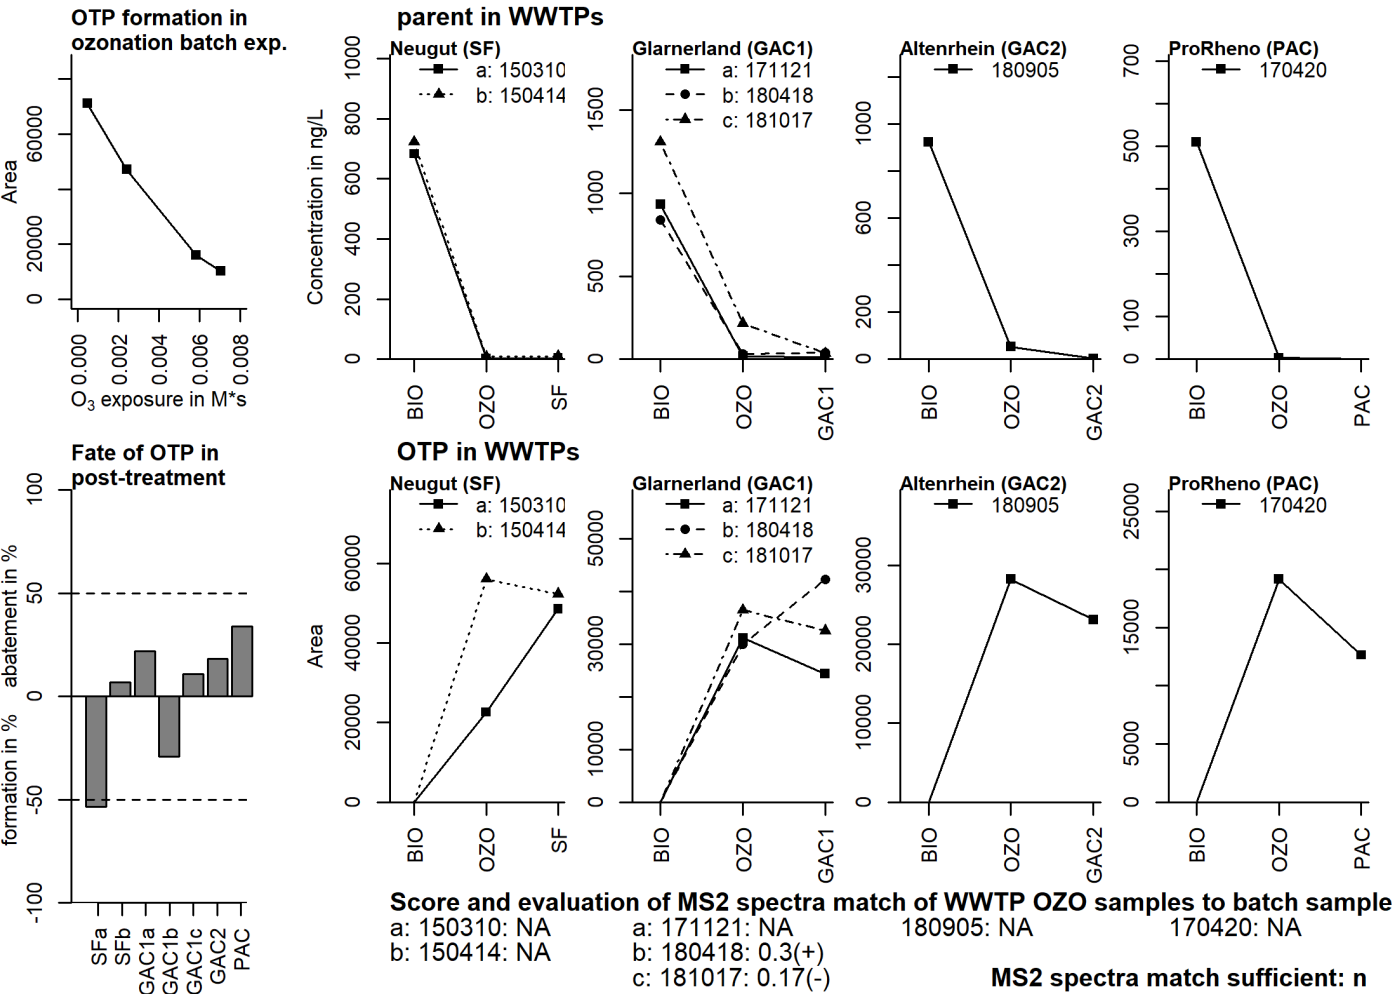 OTP formation in
ozonation batch exp.
Area
60000
20000
0
0.000
0.002
0.004
0.006
0.008
O₃ exposure in M*s
parent in WWTPs
Concentration in ng/L
Neugut (SF)
a: 150310
b: 150414
1000
800
600
400
200
0
BIO
OZO
SF
Glarnerland (GAC1)
a: 171121
b: 180418
c: 181017
1500
1000
500
0
BIO
OZO
GAC1
Altenrhein (GAC2)
180905
1000
600
200
0
BIO
OZO
GAC2
ProRheno (PAC)
170420
700
500
300
100
0
BIO
OZO
PAC
Fate of OTP in
post-treatment
formation in %
abatement in %
100
50
0
-50
-100
SFa
SFb
GAC1a
GAC1b
GAC1c
GAC2
PAC
OTP in WWTPs
Area
Neugut (SF)
a: 150310
b: 150414
60000
40000
20000
0
BIO
OZO
SF
Glarnerland (GAC1)
a: 171121
b: 180418
c: 181017
50000
30000
10000
0
BIO
OZO
GAC1
Altenrhein (GAC2)
180905
30000
20000
10000
0
BIO
OZO
GAC2
ProRheno (PAC)
170420
25000
15000
5000
0
BIO
OZO
PAC
Score and evaluation of MS2 spectra match of WWTP OZO samples to batch sample
a: 150310: NA
b: 150414: NA
a: 171121: NA
b: 180418: 0.3(+)
c: 181017: 0.17(-)
180905: NA
170420: NA
MS2 spectra match sufficient: n